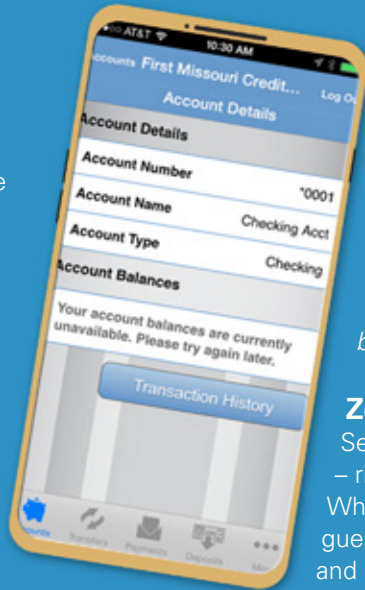 AT&T 10:30 AM
First Missouri Credit... Log
Account Details
Account Details
Account Number *0001
Account Name Checking Acct
Account Type Checking
Account Balances
Your account balances are currently
unavailable. Please try again later.
Transaction History
Transfers Payments Deposits
– 
and